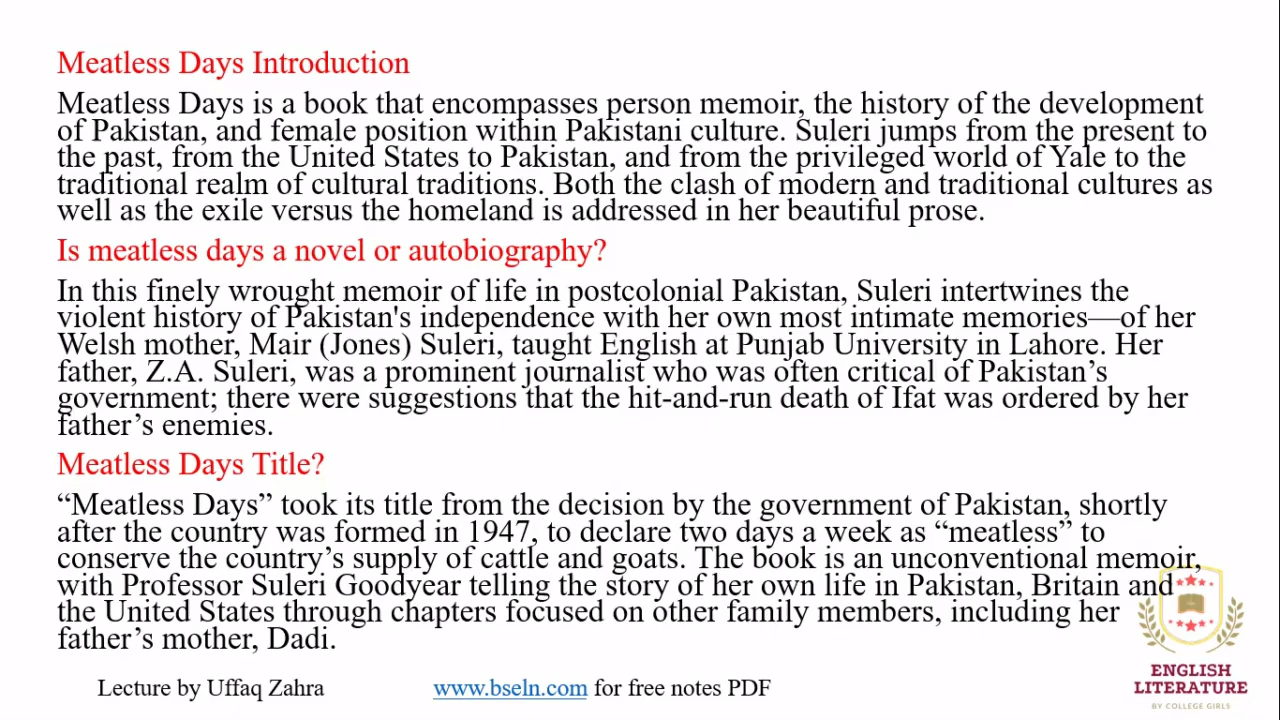 Meatless Days Introduction
Meatless Days is a book that encompasses person memoir, the history of the development
of Pakistan, and female position within Pakistani culture. Suleri jumps from the present to
the past, from the United States to Pakistan, and from the privileged world of Yale to the
traditional realm of cultural traditions. Both the clash of modern and traditional cultures as
well as the exile versus the homeland is addressed in her beautiful prose.
Is meatless days a novel or autobiography?
In this finely wrought memoir of life in postcolonial Pakistan, Suleri intertwines the
violent history of Pakistan's independence with her own most intimate memories—of her
Welsh mother, Mair (Jones) Suleri, taught English at Punjab University in Lahore. Her
father, Z.A. Suleri, was a prominent journalist who was often critical of Pakistan’s
government; there were suggestions that the hit-and-run death of Ifat was ordered by her
father’s enemies.
Meatless Days Title?
“Meatless Days” took its title from the decision by the government of Pakistan, shortly
after the country was formed in 1947, to declare two days a week as “meatless” to
conserve the country’s supply of cattle and goats. The book is an unconventional memoir,
with Professor Suleri Goodyear telling the story of her own life in Pakistan, Britain and
the United States through chapters focused on other family members, including her
father’s mother, Dadi.
Lecture by Uffaq Zahra
www.bseln.com for free notes PDF
ENGLISH
LITERATURE
BY COLLEGE GIRLS